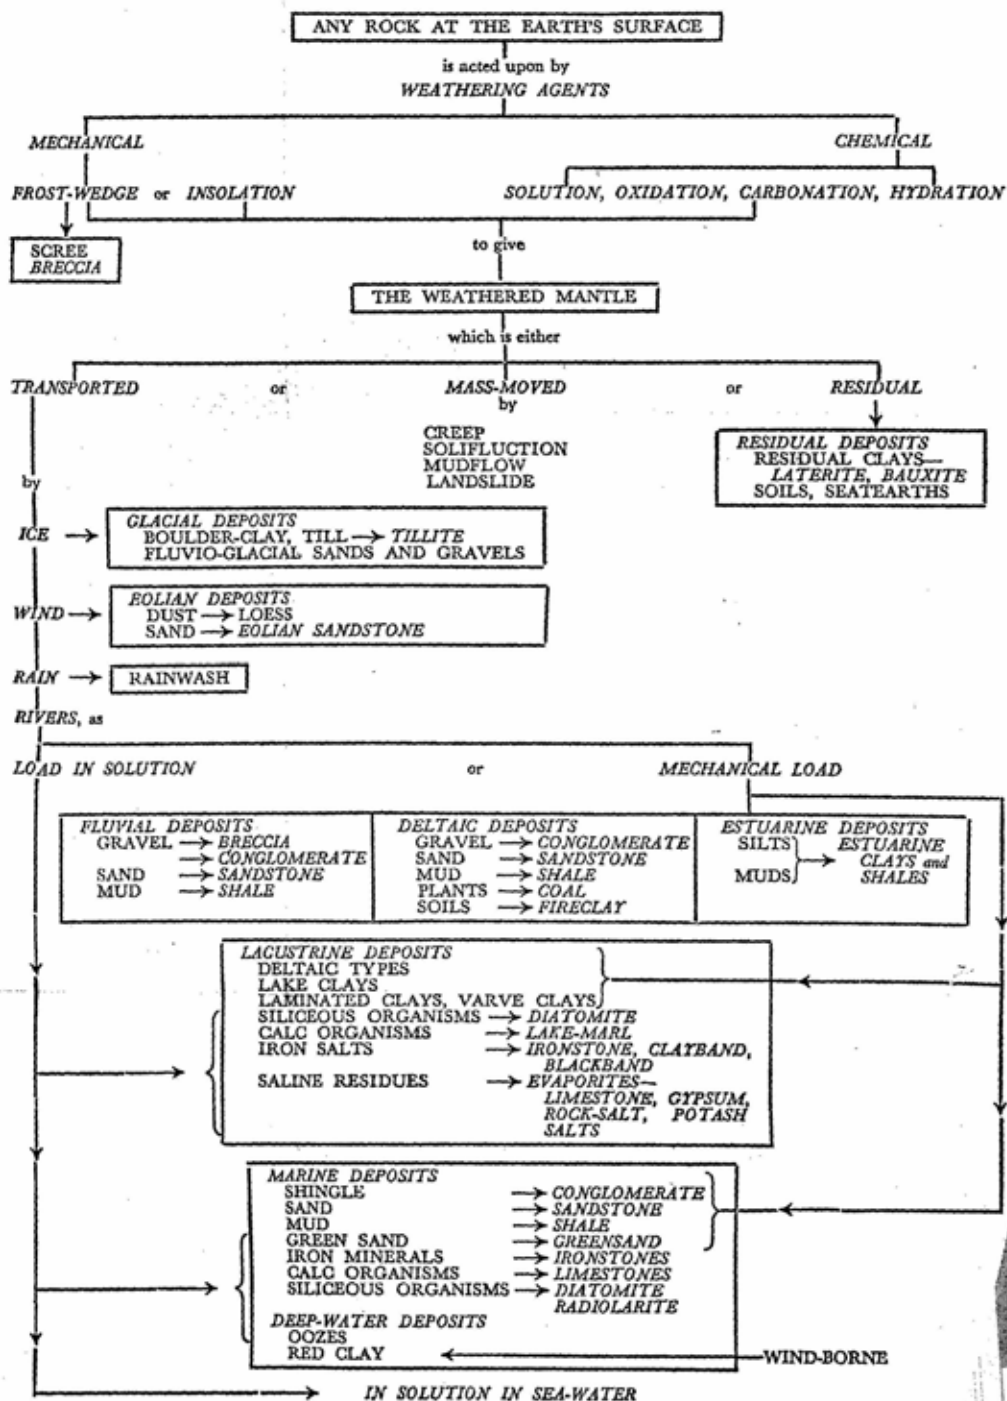 ANY ROCK AT THE EARTH'S SURFACE
is acted upon by
WEATHERING AGENTS
MECHANICAL
CHEMICAL
FROST-WEDGE or INSOLATION
SOLUTION, OXIDATION, CARBONATION, HYDRATION
SCREE
BRECCIA
to give
THE WEATHERED MANTLE
which is either
TRANSPORTED or MASS-MOVED or RESIDUAL
by
CREEP
SOLIFLUCTION
MUDFLOW
LANDSLIDE
RESIDUAL DEPOSITS
RESIDUAL CLAYS—
LATERITE, BAUXITE
SOILS, SEATEARTHS
by
ICE → GLACIAL DEPOSITS
BOULDER-CLAY, TILL → TILLITE
FLUVIO-GLACIAL SANDS AND GRAVELS
WIND → EOLIAN DEPOSITS
DUST → LOESS
SAND → EOLIAN SANDSTONE
RAIN → RAINWASH
RIVERS, as
LOAD IN SOLUTION or MECHANICAL LOAD
FLUVIAL DEPOSITS
GRAVEL → BRECCIA
→ CONGLOMERATE
SAND → SANDSTONE
MUD → SHALE
DELTAIC DEPOSITS
GRAVEL → CONGLOMERATE
SAND → SANDSTONE
MUD → SHALE
PLANTS → COAL
SOILS → FIRECLAY
ESTUARINE DEPOSITS
SILTS
MUDS
→ ESTUARINE
CLAYS and
SHALES
LACUSTRINE DEPOSITS
DELTAIC TYPES
LAKE CLAYS
LAMINATED CLAYS, VARVE CLAYS
SILICEOUS ORGANISMS → DIATOMITE
CALC ORGANISMS → LAKE-MARL
IRON SALTS → IRONSTONE, CLAYBAND,
BLACKBAND
SALINE RESIDUES → EVAPORITES—
LIMESTONE, GYPSUM,
ROCK-SALT, POTASH
SALTS
MARINE DEPOSITS
SHINGLE → CONGLOMERATE
SAND → SANDSTONE
MUD → SHALE
GREEN SAND → GREENSAND
IRON MINERALS → IRONSTONES
CALC ORGANISMS → LIMESTONES
SILICEOUS ORGANISMS → DIATOMITE
RADIOLARITE
DEEP-WATER DEPOSITS
OOZES
RED CLAY ← WIND-BORNE
→ IN SOLUTION IN SEA-WATER